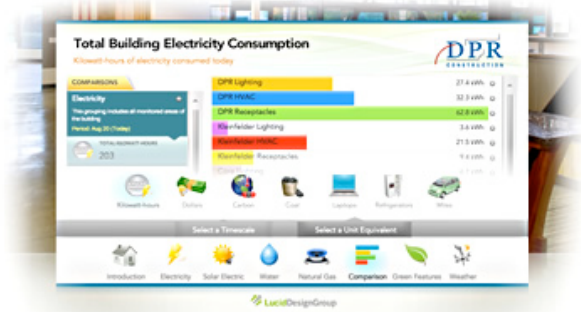 Total Building Electricity Consumption
Kilowatt-hours of electricity consumed today
DPR
CONSTRUCTION
COMPARISONS
Electricity
This grouping includes all monitored areas of the building
Period: Aug 20 (Today)
TOTAL KILOWATT-HOURS
203
DPR Lighting 27.4 kWh
DPR HVAC 32.3 kWh
DPR Receptacles 62.8 kWh
Kleinfelder Lighting 3.6 kWh
Kleinfelder HVAC 21.5 kWh
Kleinfelder Receptacles
Kilowatt-hours Dollars Carbon Coal Laptops Refrigerators Miles
Select a Timescale Select a Unit Equivalent
Introduction Electricity Solar Electric Water Natural Gas Comparison Green Features Weather
LucidDesignGroup